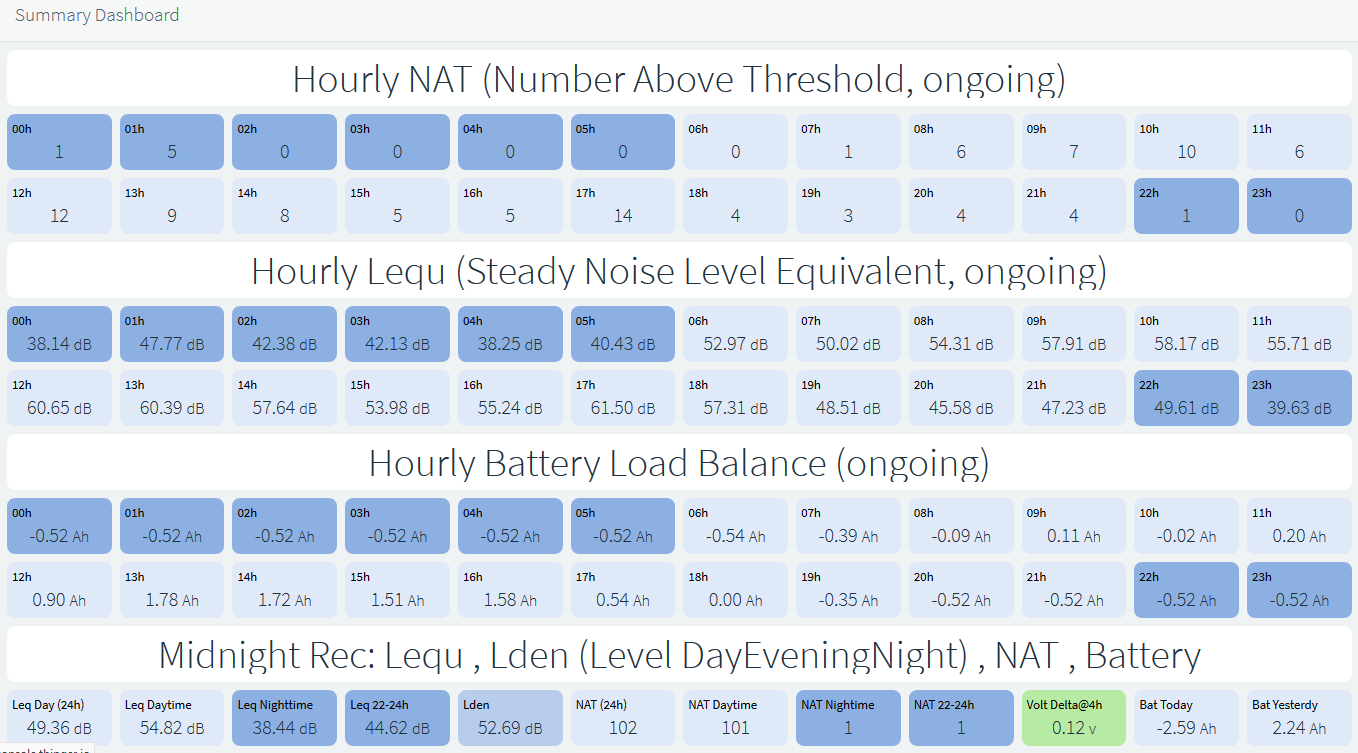 Summary Dashboard
Hourly NAT (Number Above Threshold, ongoing)
00h 01h 02h 03h 04h 05h 06h 07h 08h 09h 10h 11h
1 5 0 0 0 0 0 1 6 7 10 6
12h 13h 14h 15h 16h 17h 18h 19h 20h 21h 22h 23h
12 9 8 5 5 14 4 3 4 4 1 0
Hourly Lequ (Steady Noise Level Equivalent, ongoing)
00h 01h 02h 03h 04h 05h 06h 07h 08h 09h 10h 11h
38.14 dB 47.77 dB 42.38 dB 42.13 dB 38.25 dB 40.43 dB 52.97 dB 50.02 dB 54.31 dB 57.91 dB 58.17 dB 55.71 dB
12h 13h 14h 15h 16h 17h 18h 19h 20h 21h 22h 23h
60.65 dB 60.39 dB 57.64 dB 53.98 dB 55.24 dB 61.50 dB 57.31 dB 48.51 dB 45.58 dB 47.23 dB 49.61 dB 39.63 dB
Hourly Battery Load Balance (ongoing)
00h 01h 02h 03h 04h 05h 06h 07h 08h 09h 10h 11h
-0.52 Ah -0.52 Ah -0.52 Ah -0.52 Ah -0.52 Ah -0.52 Ah -0.54 Ah -0.39 Ah -0.09 Ah 0.11 Ah -0.02 Ah 0.20 Ah
12h 13h 14h 15h 16h 17h 18h 19h 20h 21h 22h 23h
0.90 Ah 1.78 Ah 1.72 Ah 1.51 Ah 1.58 Ah 0.54 Ah 0.00 Ah -0.35 Ah -0.52 Ah -0.52 Ah -0.52 Ah -0.52 Ah
Midnight Rec: Lequ , Lden (Level DayEveningNight) , NAT , Battery
Leq Day (24h) Leq Daytime Leq Nighttime Leq 22-24h Lden NAT (24h) NAT Daytime NAT Nightime NAT 22-24h Volt Delta@4h Bat Today Bat Yesterdy
49.36 dB 54.82 dB 38.44 dB 44.62 dB 52.69 dB 102 101 1 1 0.12 v -2.59 Ah 2.24 Ah